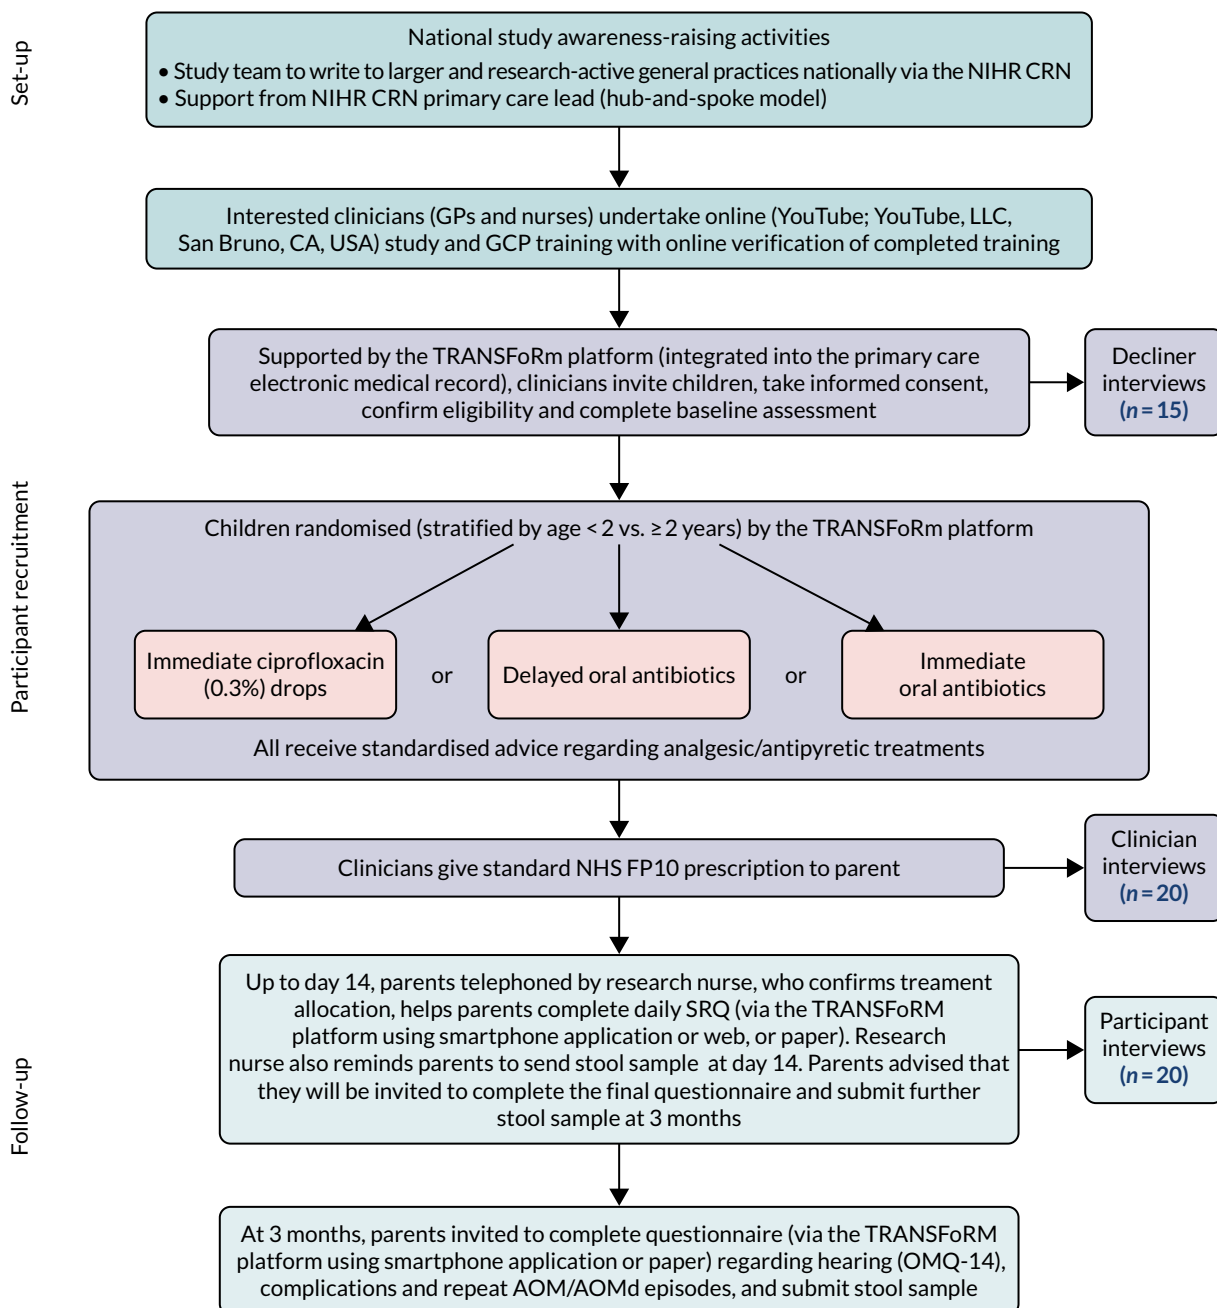 Set-up
National study awareness-raising activities
• Study team to write to larger and research-active general practices nationally via the NIHR CRN
• Support from NIHR CRN primary care lead (hub-and-spoke model)
Interested clinicians (GPs and nurses) undertake online (YouTube; YouTube, LLC,
San Bruno, CA, USA) study and GCP training with online verification of completed training
Participant recruitment
Supported by the TRANSFoRm platform (integrated into the primary care
electronic medical record), clinicians invite children, take informed consent,
confirm eligibility and complete baseline assessment
Decliner
interviews
(n = 15)
Children randomised (stratified by age < 2 vs. ≥ 2 years) by the TRANSFoRm platform
Immediate ciprofloxacin
(0.3%) drops
or
Delayed oral antibiotics
or
Immediate
oral antibiotics
All receive standardised advice regarding analgesic/antipyretic treatments
Clinicians give standard NHS FP10 prescription to parent
Clinician
interviews
(n = 20)
Follow-up
Up to day 14, parents telephoned by research nurse, who confirms treament
allocation, helps parents complete daily SRQ (via the TRANSFoRM
platform using smartphone application or web, or paper). Research
nurse also reminds parents to send stool sample at day 14. Parents advised that
they will be invited to complete the final questionnaire and submit further
stool sample at 3 months
Participant
interviews
(n = 20)
At 3 months, parents invited to complete questionnaire (via the TRANSFoRM
platform using smartphone application or paper) regarding hearing (OMQ-14),
complications and repeat AOM/AOMd episodes, and submit stool sample